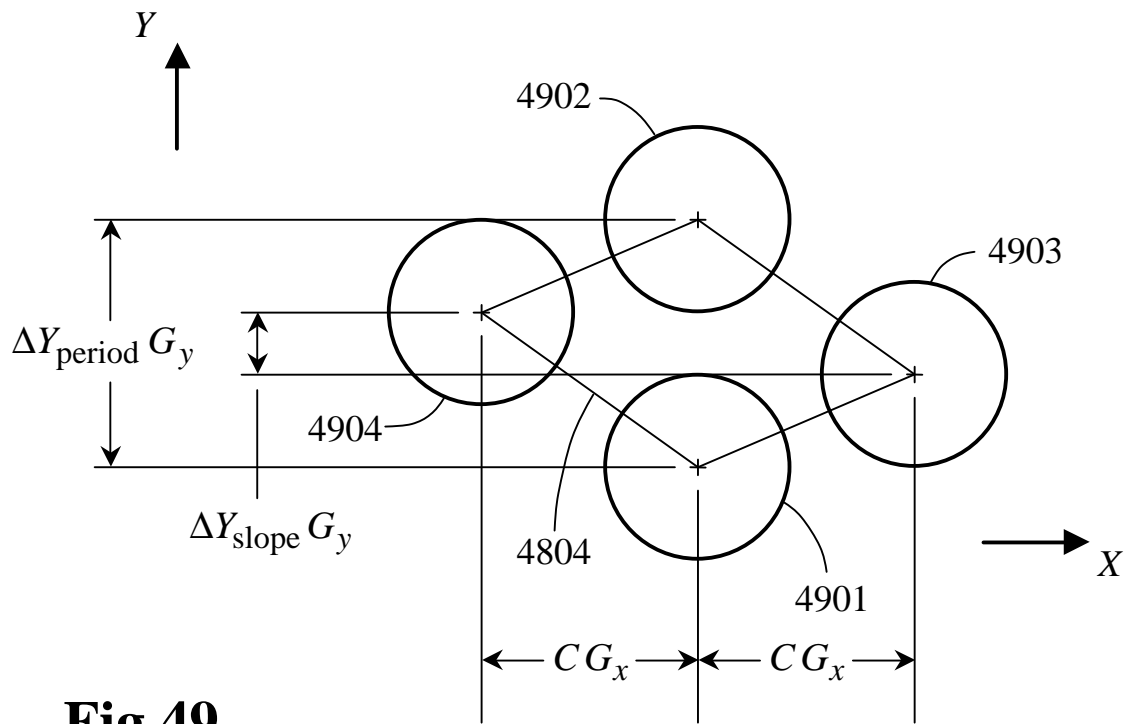 Y
4902
4903
ΔY_period G_y
4904
ΔY_slope G_y
4804
4901
X
C G_x
C G_x
Fig 49